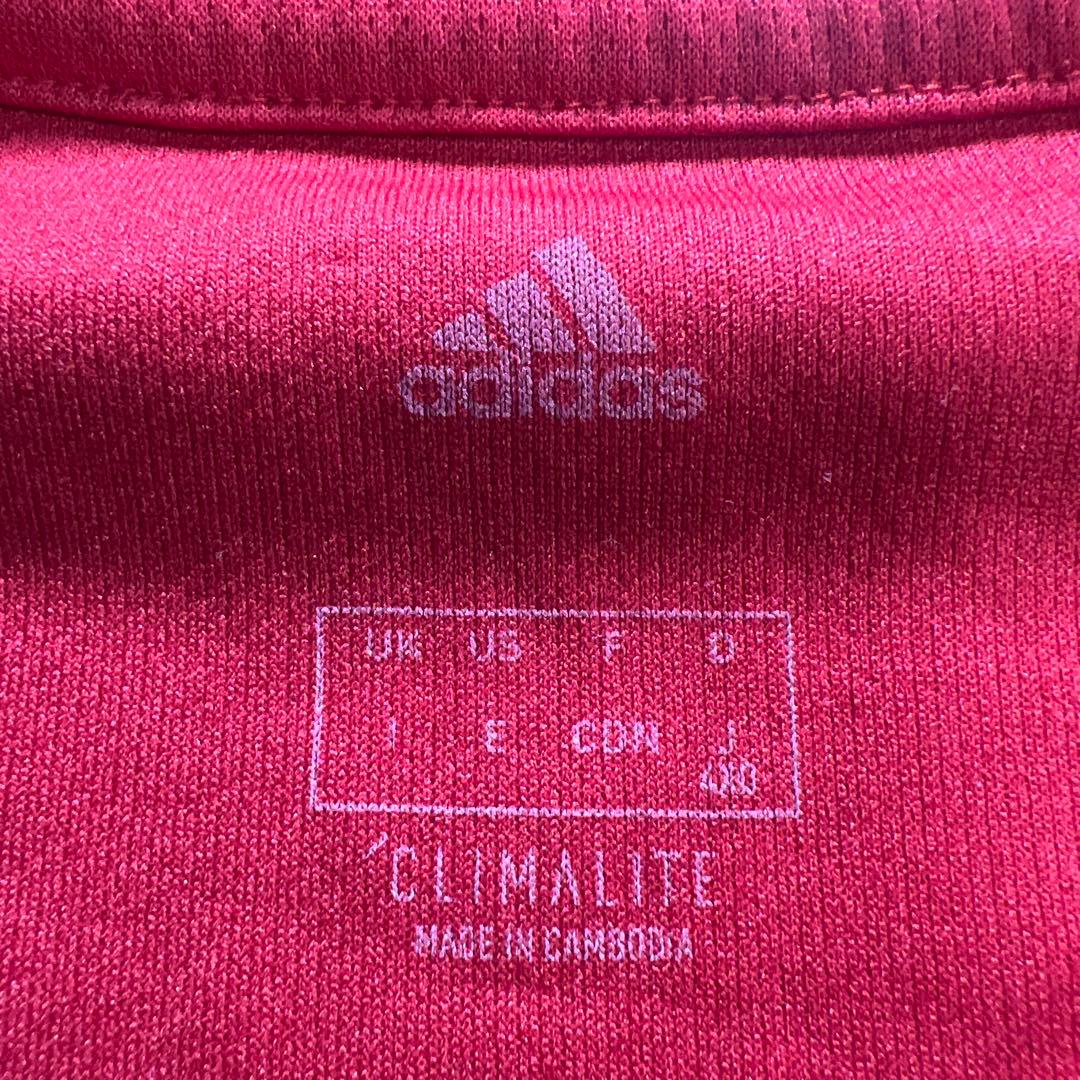 adidas
UK US F D
I E CDN J
4XO
'CLIMALITE
MADE IN CAMBODIA